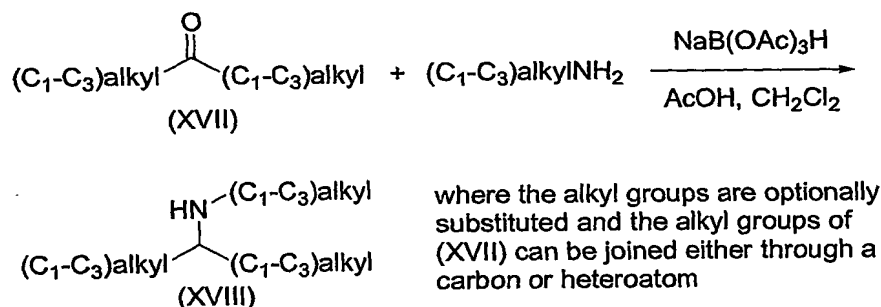 O
(C₁-C₃)alkyl (C₁-C₃)alkyl + (C₁-C₃)alkylNH₂ NaB(OAc)₃H
AcOH, CH₂Cl₂
(XVII)
HN (C₁-C₃)alkyl
(C₁-C₃)alkyl (C₁-C₃)alkyl
(XVIII)
where the alkyl groups are optionally
substituted and the alkyl groups of
(XVII) can be joined either through a
carbon or heteroatom